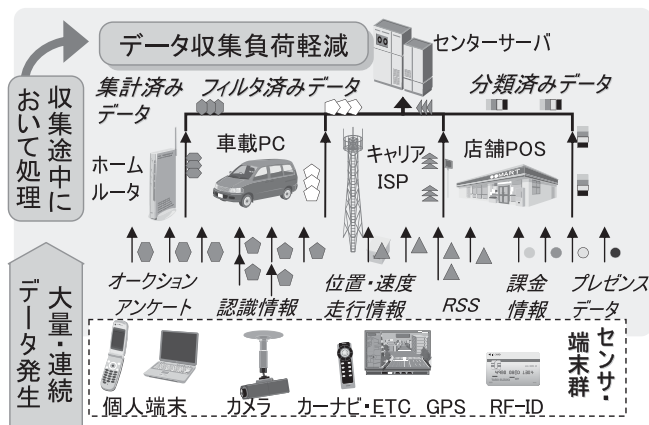 データ収集負荷軽減
センターサーバ
収集途中に
おいて処理
集計済み
データ
フィルタ済みデータ
分類済みデータ
ホーム
ルータ
車載PC
キャリア
ISP
店舗POS
MART
オークション
アンケート
認識情報
位置・速度
走行情報
RSS
課金
情報
プレゼンス
データ
大量・連続
データ発生
センサ・
端末群
個人端末
カメラ
カーナビ・ETC
GPS
RF-ID